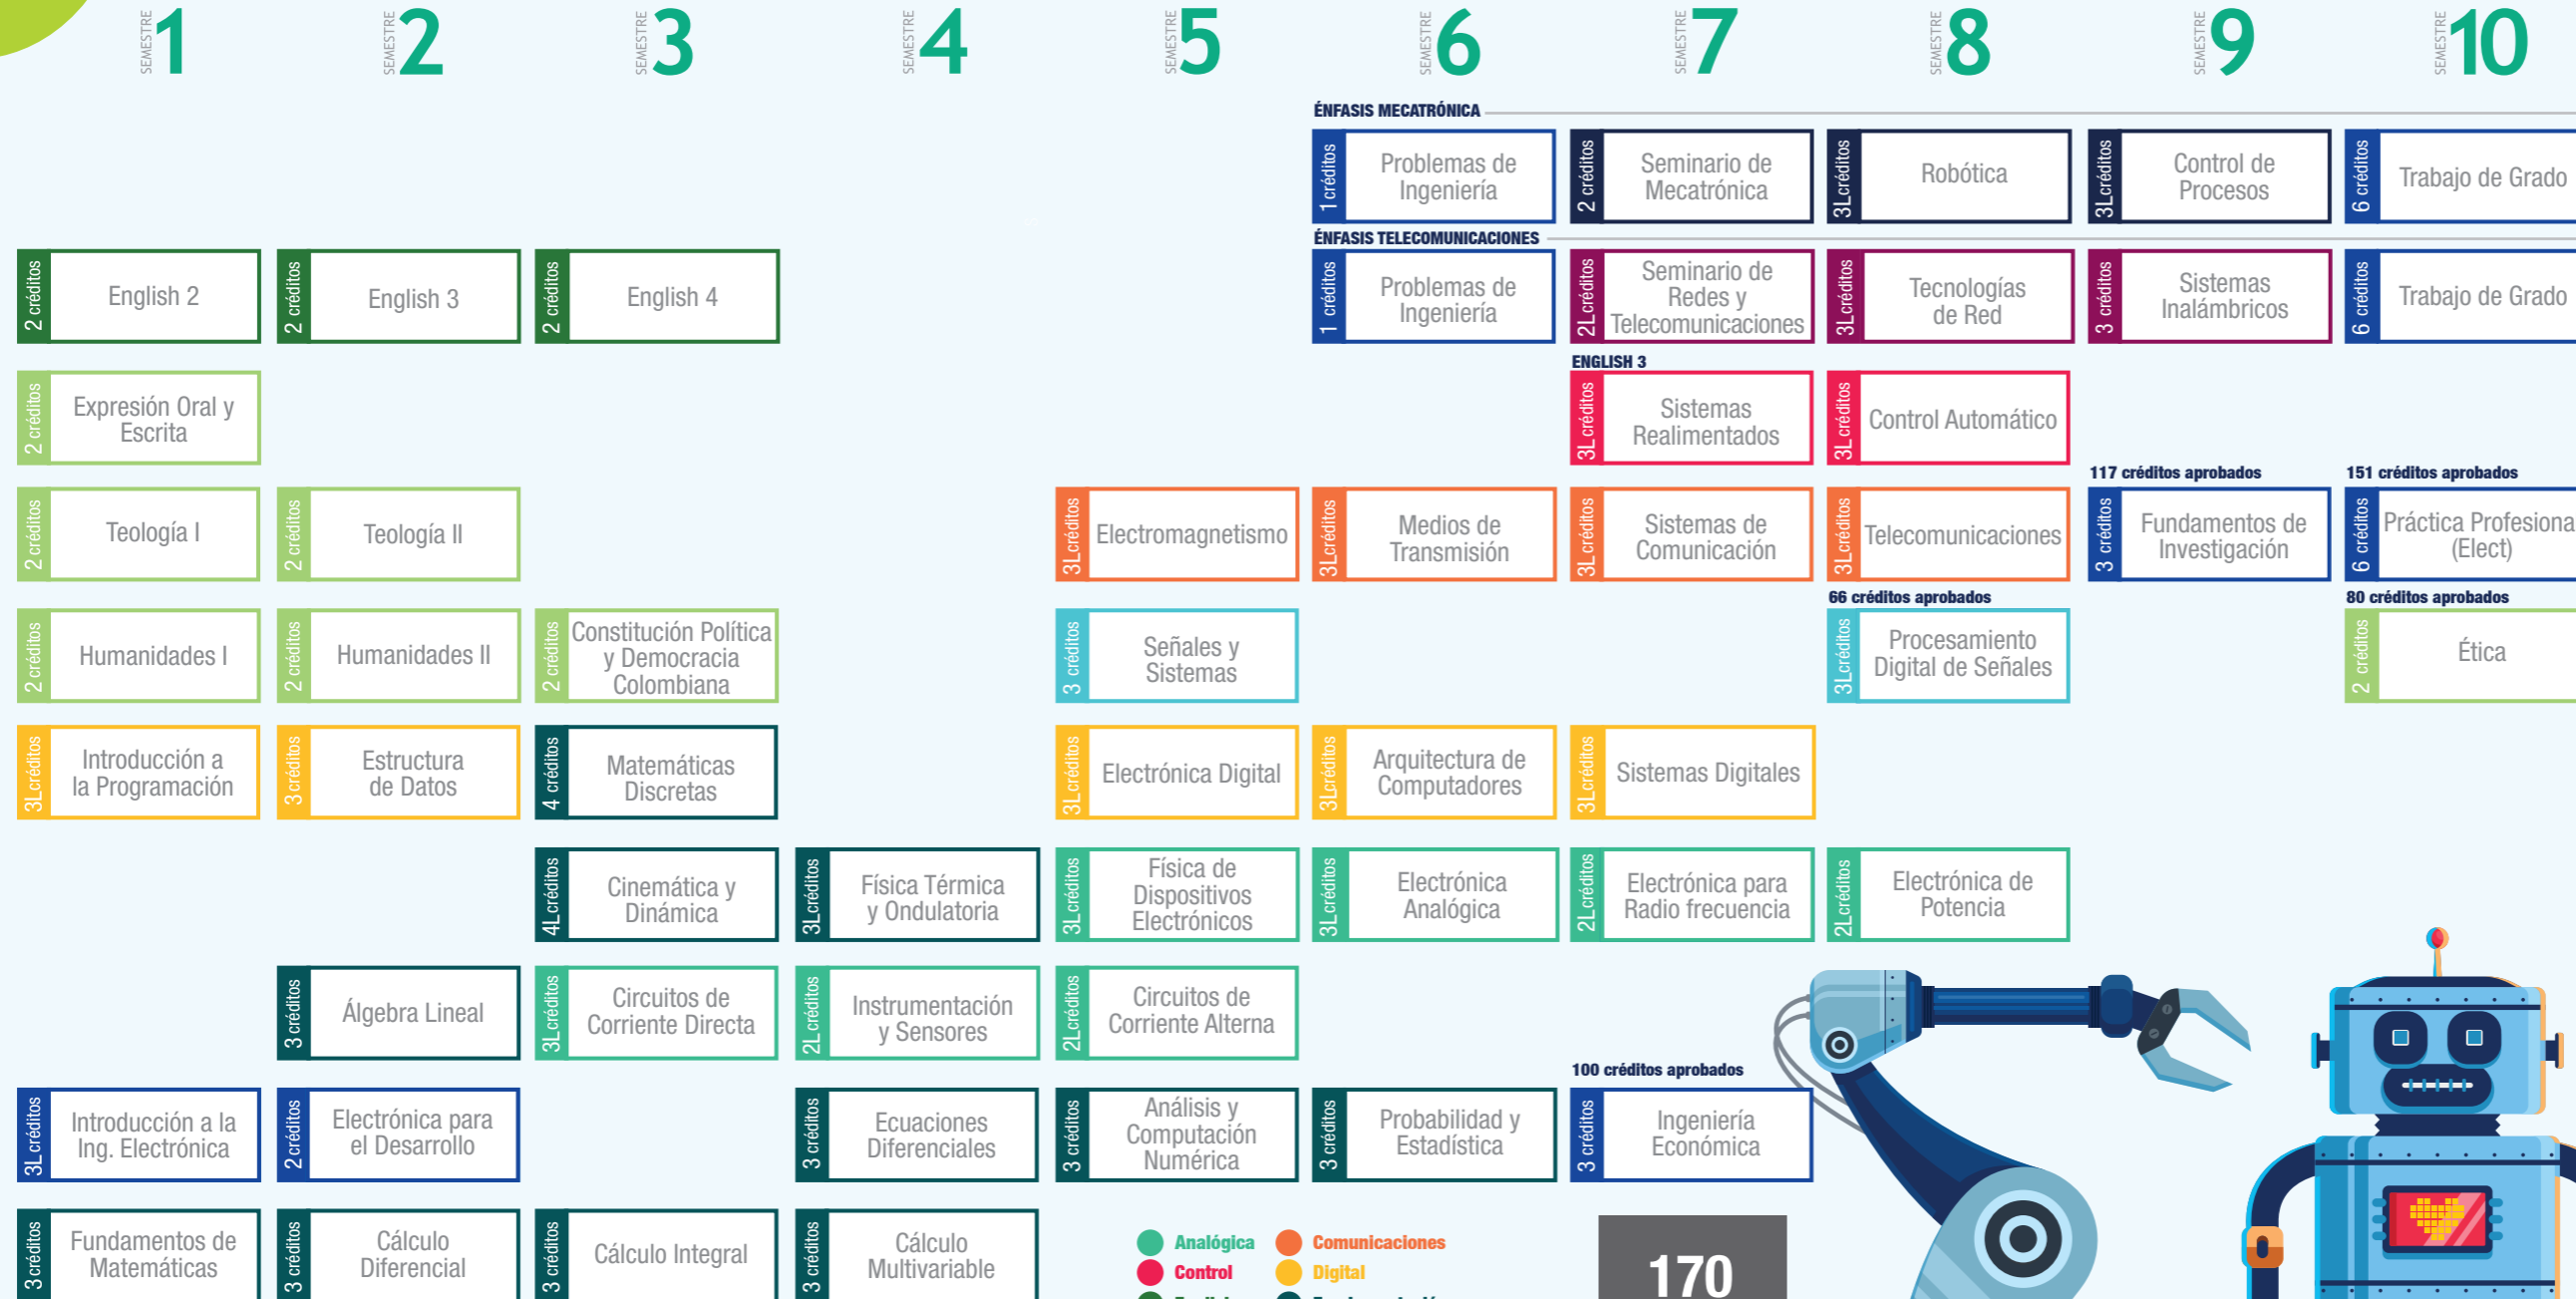 SEMESTRE 1
SEMESTRE 2
SEMESTRE 3
SEMESTRE 4
SEMESTRE 5
SEMESTRE 6
SEMESTRE 7
SEMESTRE 8
SEMESTRE 9
SEMESTRE 10
ÉNFASIS MECATRÓNICA
1 créditos
Problemas de
Ingeniería
2 créditos
Seminario de
Mecatrónica
3L créditos
Robótica
3L créditos
Control de
Procesos
6 créditos
Trabajo de Grado
ÉNFASIS TELECOMUNICACIONES
2 créditos
English 2
2 créditos
English 3
2 créditos
English 4
1 créditos
Problemas de
Ingeniería
2L créditos
Seminario de
Redes y
Telecomunicaciones
3L créditos
Tecnologías
de Red
3 créditos
Sistemas
Inalámbricos
6 créditos
Trabajo de Grado
ENGLISH 3
2 créditos
Expresión Oral y
Escrita
3L créditos
Sistemas
Realimentados
3L créditos
Control Automático
117 créditos aprobados
151 créditos aprobados
2 créditos
Teología I
2 créditos
Teología II
3L créditos
Electromagnetismo
3L créditos
Medios de
Transmisión
3L créditos
Sistemas de
Comunicación
3L créditos
Telecomunicaciones
3 créditos
Fundamentos de
Investigación
6 créditos
Práctica Profesiona
(Elect)
66 créditos aprobados
80 créditos aprobados
2 créditos
Humanidades I
2 créditos
Humanidades II
2 créditos
Constitución Política
y Democracia
Colombiana
3 créditos
Señales y
Sistemas
3L créditos
Procesamiento
Digital de Señales
2 créditos
Ética
3L créditos
Introducción a
la Programación
3 créditos
Estructura
de Datos
4 créditos
Matemáticas
Discretas
3L créditos
Electrónica Digital
3L créditos
Arquitectura de
Computadores
3L créditos
Sistemas Digitales
4L créditos
Cinemática y
Dinámica
3L créditos
Física Térmica
y Ondulatoria
3L créditos
Física de
Dispositivos
Electrónicos
3L créditos
Electrónica
Analógica
2L créditos
Electrónica para
Radio frecuencia
2L créditos
Electrónica de
Potencia
3 créditos
Álgebra Lineal
3L créditos
Circuitos de
Corriente Directa
2L créditos
Instrumentación
y Sensores
2L créditos
Circuitos de
Corriente Alterna
100 créditos aprobados
3L créditos
Introducción a la
Ing. Electrónica
2 créditos
Electrónica para
el Desarrollo
3 créditos
Ecuaciones
Diferenciales
3 créditos
Análisis y
Computación
Numérica
3 créditos
Probabilidad y
Estadística
3 créditos
Ingeniería
Económica
3 créditos
Fundamentos de
Matemáticas
3 créditos
Cálculo
Diferencial
3 créditos
Cálculo Integral
3 créditos
Cálculo
Multivariable
Analógica
Comunicaciones
Control
Digital
170